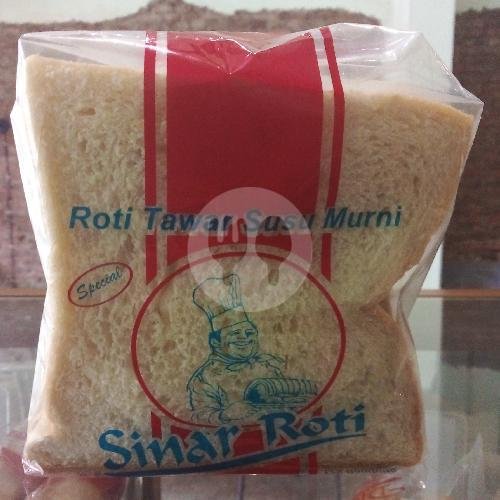 Roti Tawar Susu Murni
Special
Sinar Roti